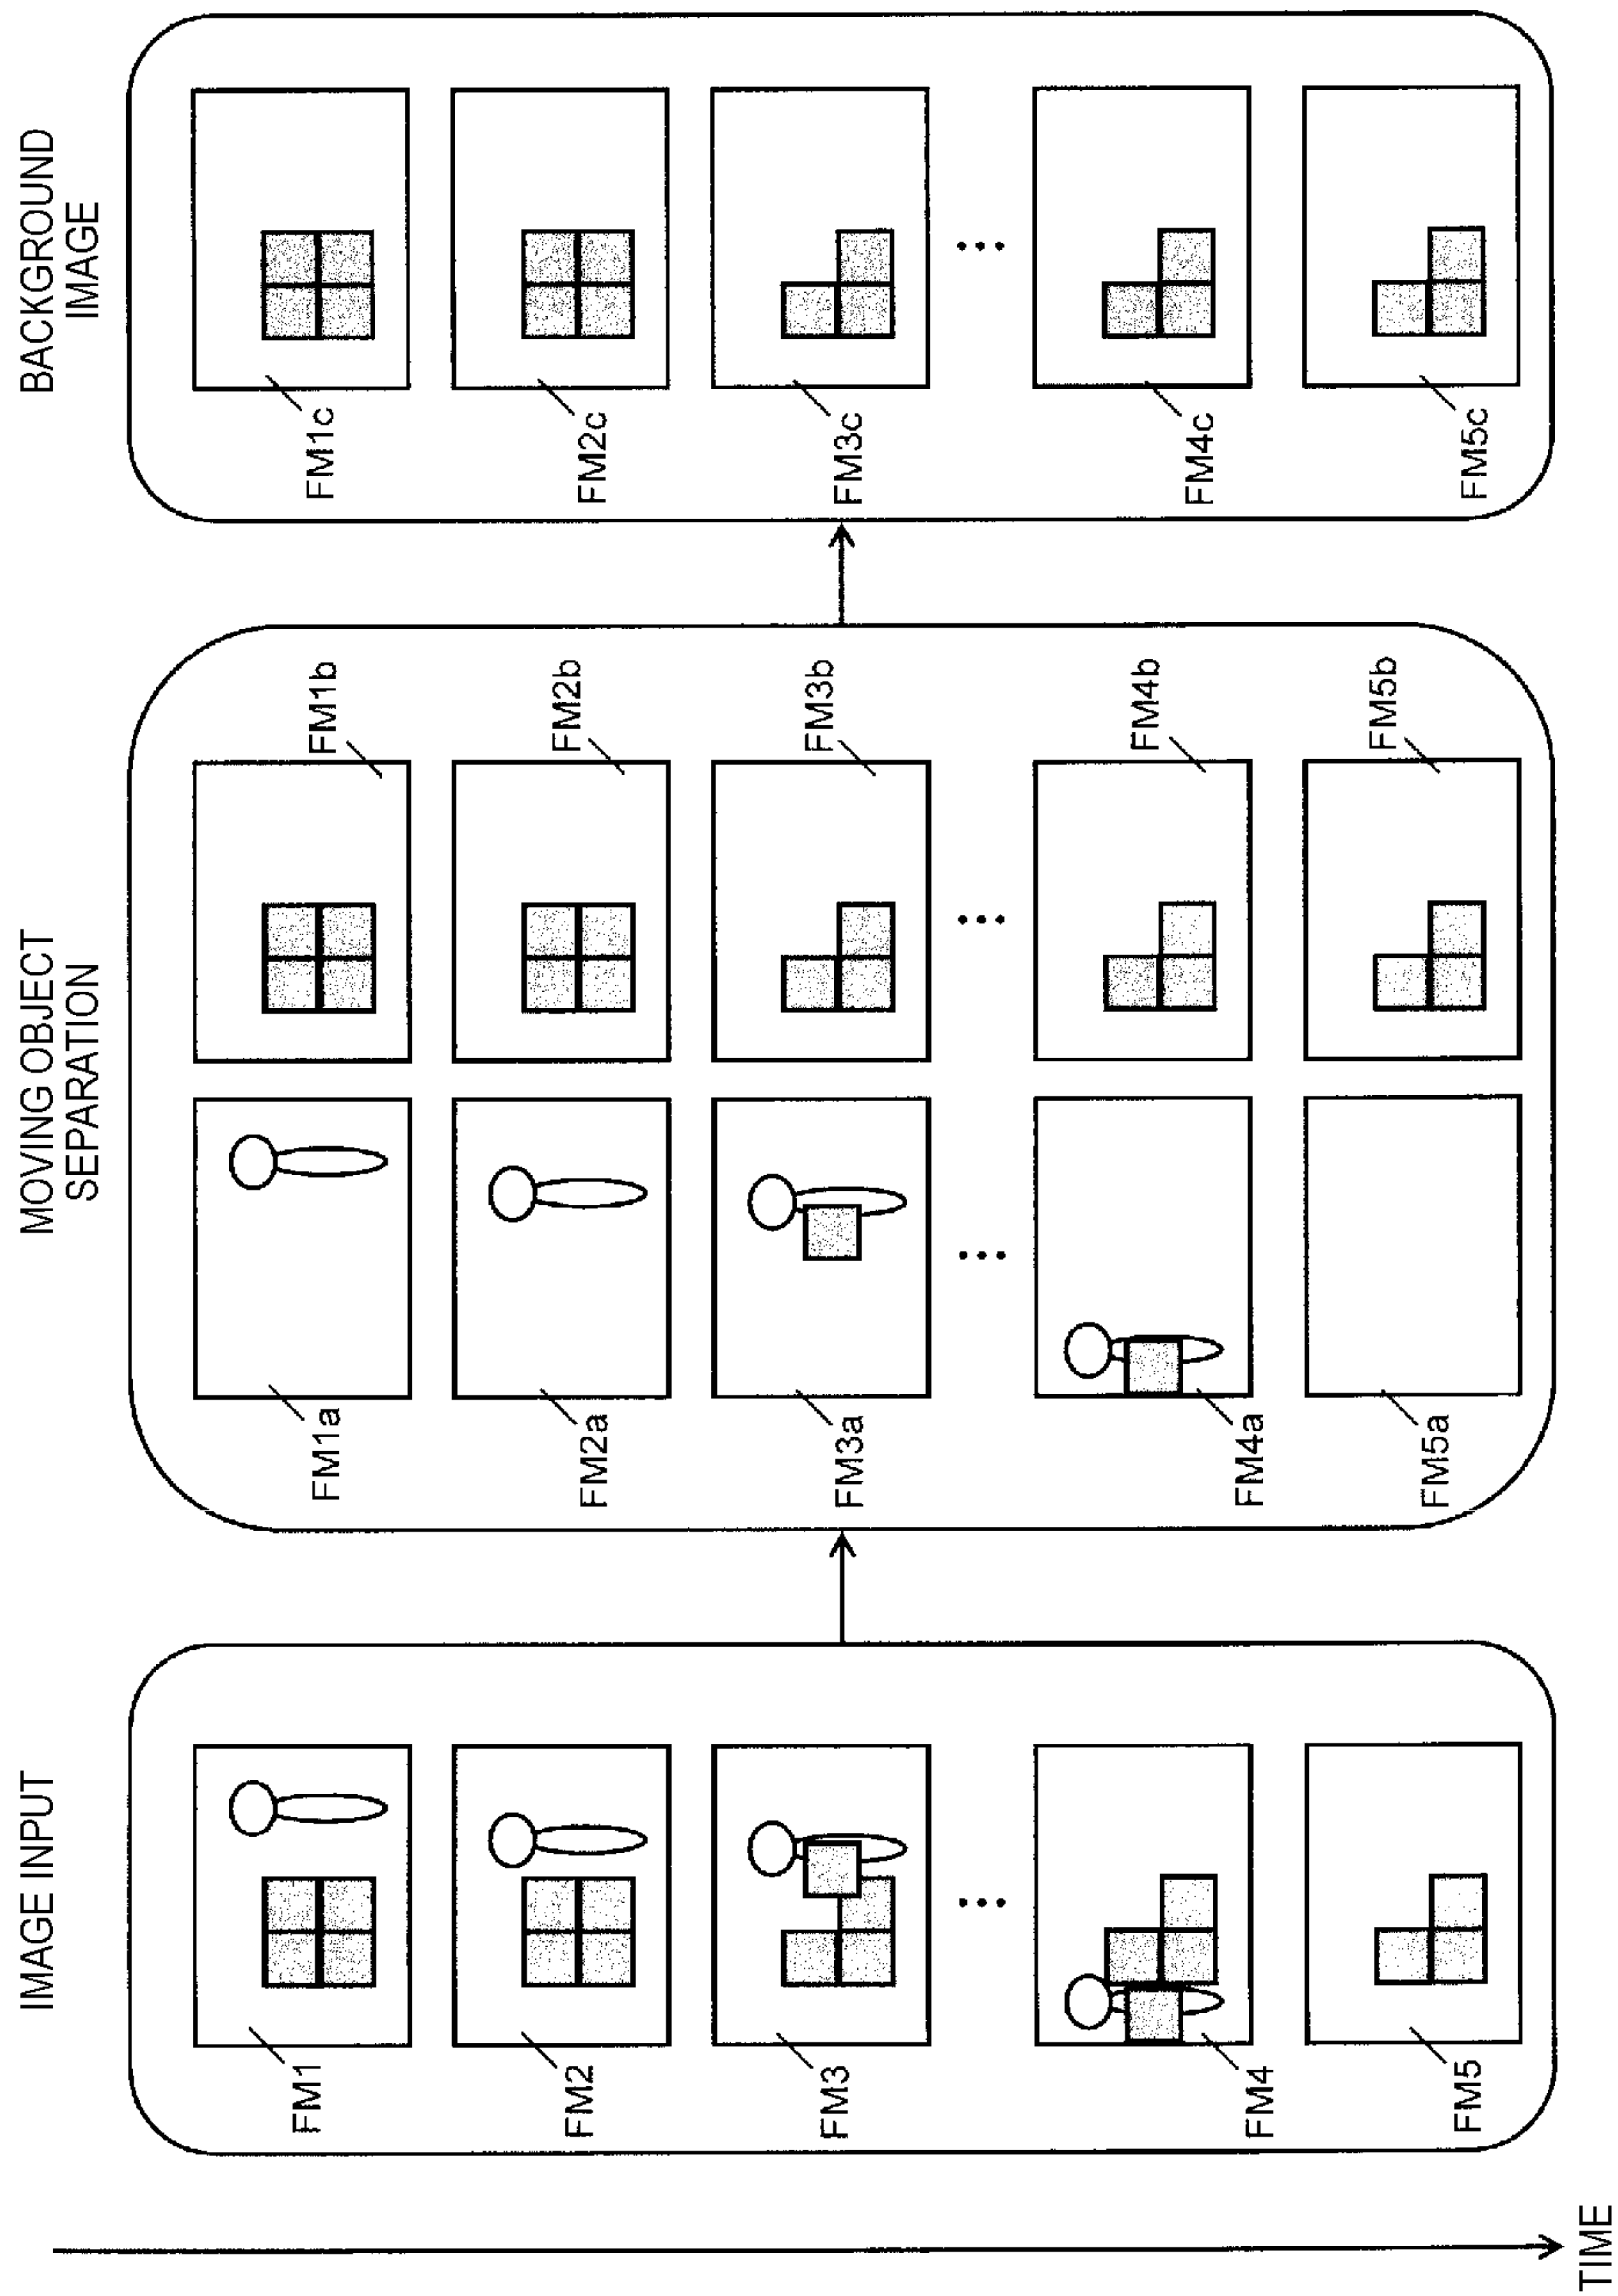 IMAGE INPUT
MOVING OBJECT
SEPARATION
BACKGROUND
IMAGE
FM1
FM1a
FM1b
FM1c
FM2
FM2a
FM2b
FM2c
FM3
FM3a
FM3b
FM3c
FM4
FM4a
FM4b
FM4c
FM5
FM5a
FM5b
FM5c
TIME